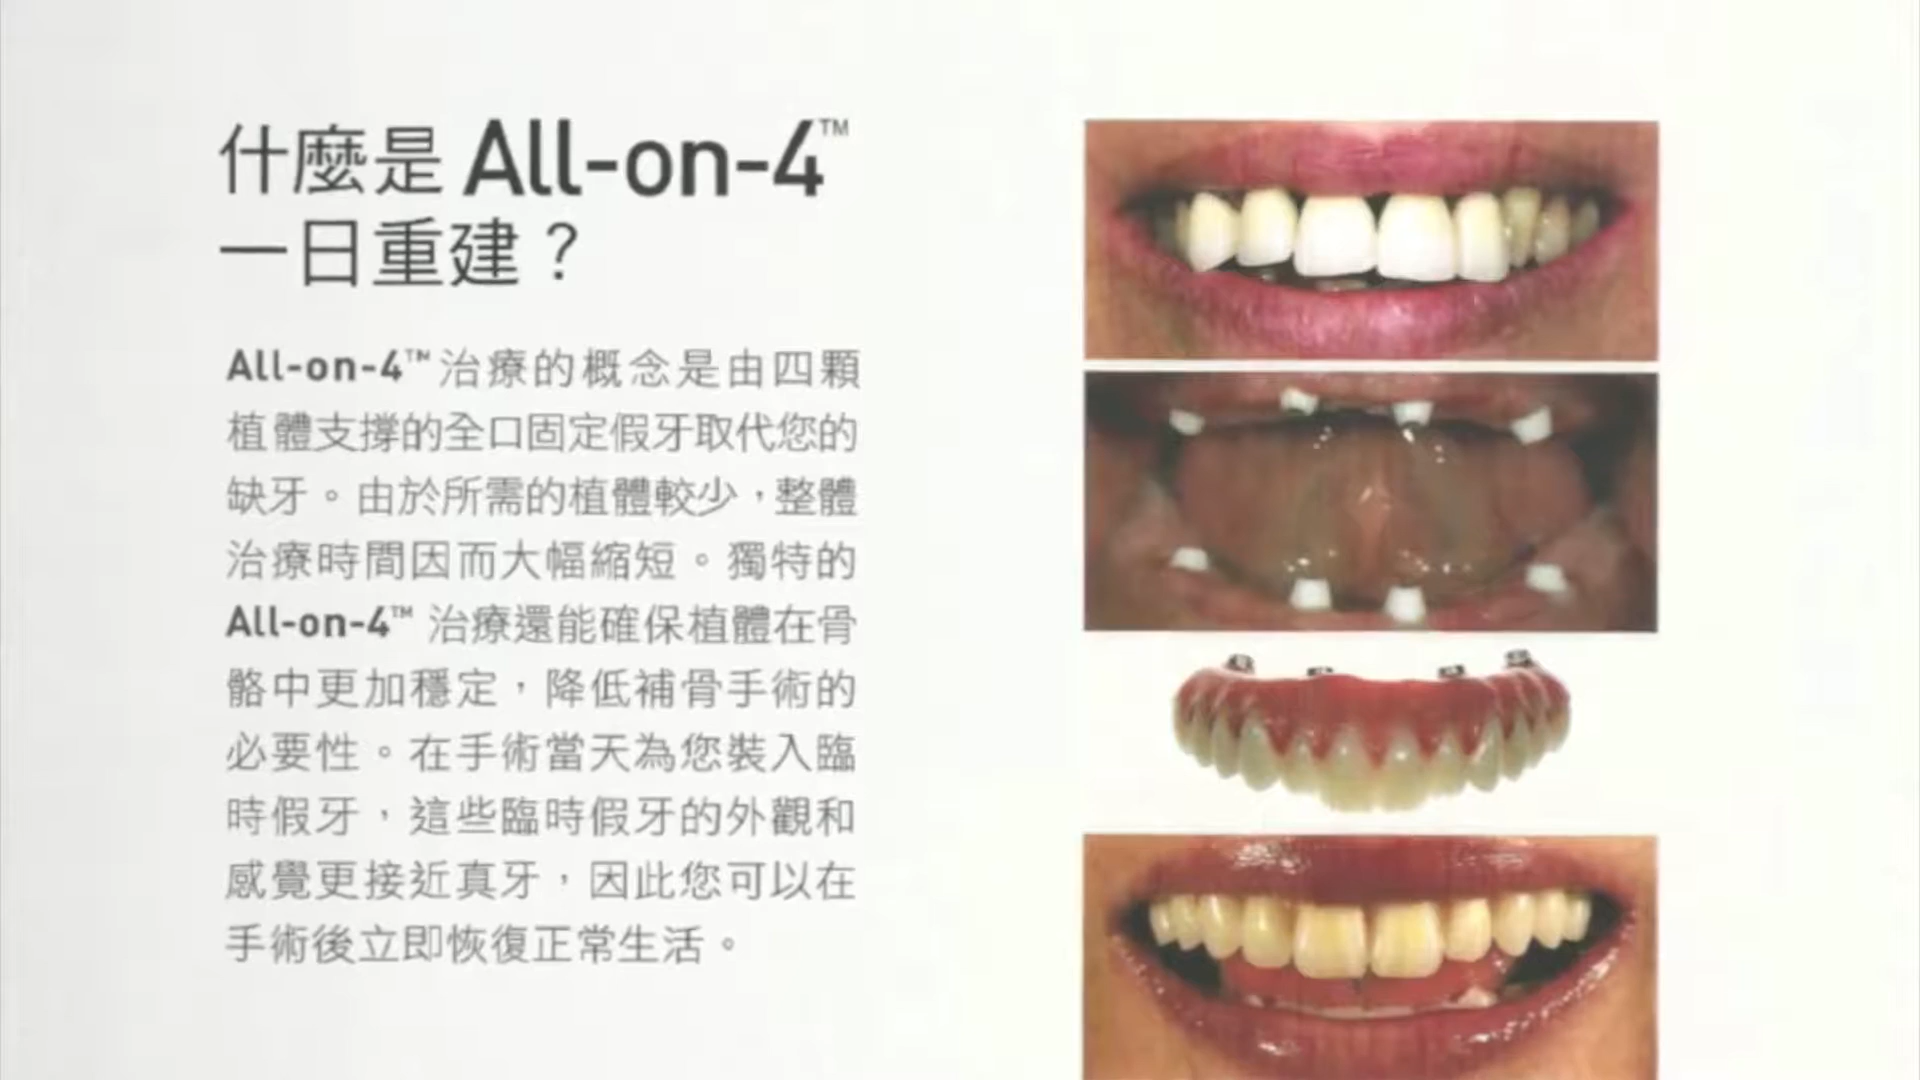 什麼是 All-on-4™
一日重建？
All-on-4™治療的概念是由四顆
植體支撐的全口固定假牙取代您的
缺牙。由於所需的植體較少，整體
治療時間因而大幅縮短。獨特的
All-on-4™ 治療還能確保植體在骨
骼中更加穩定，降低補骨手術的
必要性。在手術當天為您裝入臨
時假牙，這些臨時假牙的外觀和
感覺更接近真牙，因此您可以在
手術後立即恢復正常生活。